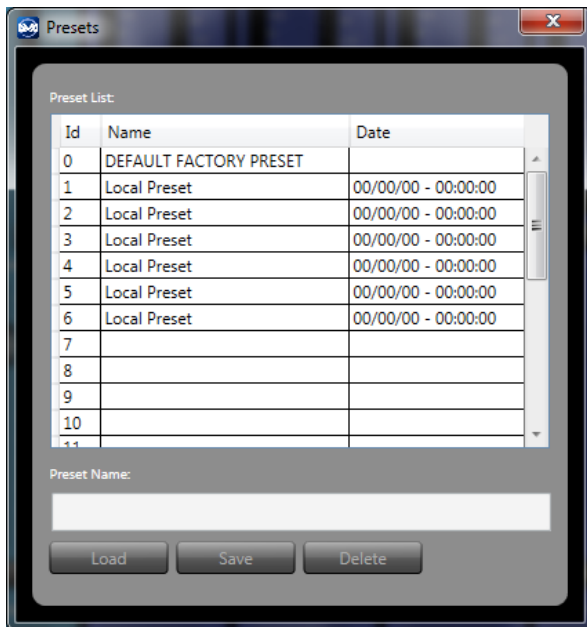 Presets
Preset List:
Id Name Date
0 DEFAULT FACTORY PRESET
1 Local Preset 00/00/00 - 00:00:00
2 Local Preset 00/00/00 - 00:00:00
3 Local Preset 00/00/00 - 00:00:00
4 Local Preset 00/00/00 - 00:00:00
5 Local Preset 00/00/00 - 00:00:00
6 Local Preset 00/00/00 - 00:00:00
7
8
9
10
11
Preset Name:
Load Save Delete